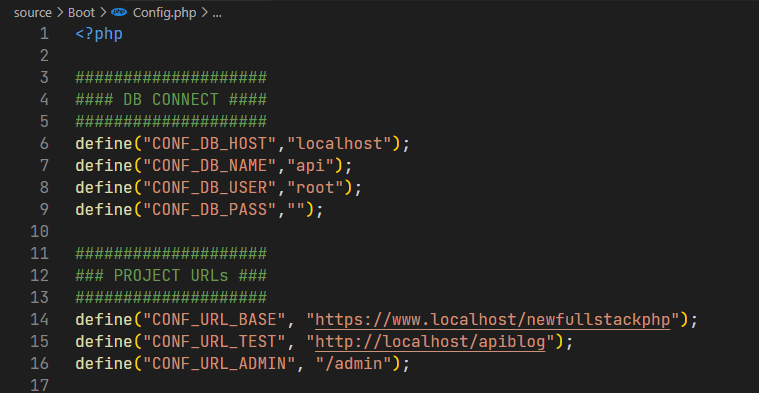 source > Boot > php Config.php > ...
1 <?php
2
3 ####################
4 #### DB CONNECT ####
5 ####################
6 define("CONF_DB_HOST","localhost");
7 define("CONF_DB_NAME","api");
8 define("CONF_DB_USER","root");
9 define("CONF_DB_PASS","");
10
11 ####################
12 ### PROJECT URLs ###
13 ####################
14 define("CONF_URL_BASE", "https://www.localhost/newfullstackphp");
15 define("CONF_URL_TEST", "http://localhost/apiblog");
16 define("CONF_URL_ADMIN", "/admin");
17